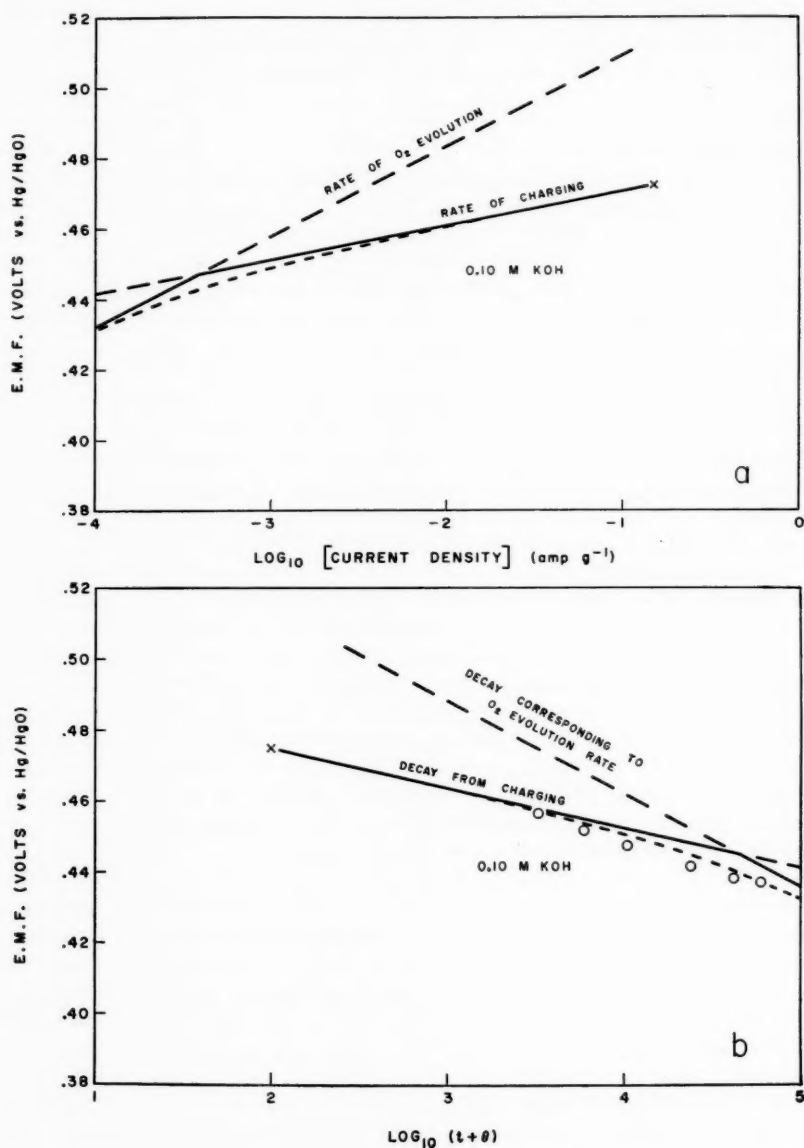 .52
.50
.48
.46
.44
.42
.40
.38
E.M.F. (VOLTS vs. Hg/HgO)
RATE OF O₂ EVOLUTION
RATE OF CHARGING
0.10 M KOH
a
-4
-3
-2
-1
0
LOG₁₀ [CURRENT DENSITY] (amp g⁻¹)
.52
.50
.48
.46
.44
.42
.40
.38
E.M.F. (VOLTS vs. Hg/HgO)
DECAY CORRESPONDING TO
O₂ EVOLUTION RATE
DECAY FROM CHARGING
0.10 M KOH
b
1
2
3
4
5
LOG₁₀ (t+θ)